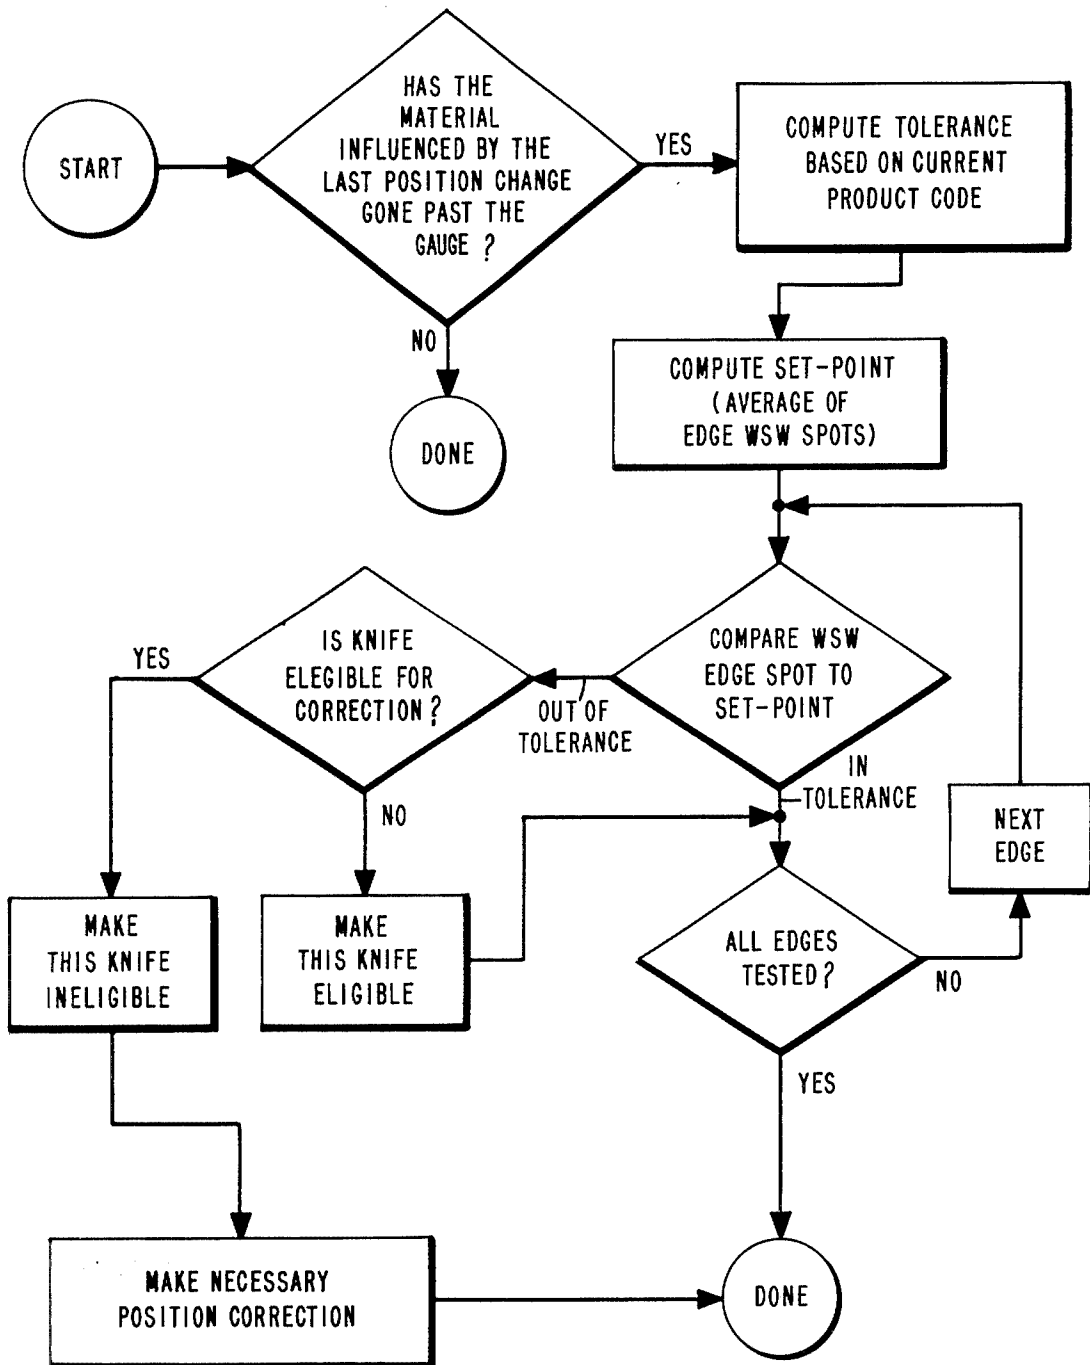 START
HAS THE
MATERIAL
INFLUENCED BY THE
LAST POSITION CHANGE
GONE PAST THE
GAUGE ?
YES
COMPUTE TOLERANCE
BASED ON CURRENT
PRODUCT CODE
NO
DONE
COMPUTE SET-POINT
(AVERAGE OF
EDGE WSW SPOTS)
COMPARE WSW
EDGE SPOT TO
SET-POINT
OUT OF
TOLERANCE
IS KNIFE
ELEGIBLE FOR
CORRECTION?
YES
NO
IN
TOLERANCE
NEXT
EDGE
MAKE
THIS KNIFE
INELIGIBLE
MAKE
THIS KNIFE
ELIGIBLE
ALL EDGES
TESTED?
NO
YES
MAKE NECESSARY
POSITION CORRECTION
DONE